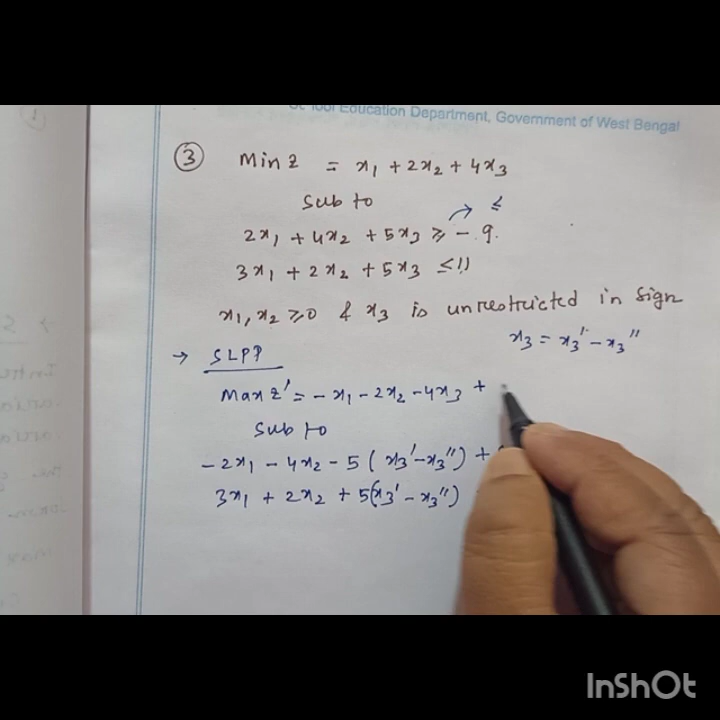 Education Department, Government of West Bengal
③ Min z = x₁ + 2x₂ + 4x₃
Sub to
≤
2x₁ + 4x₂ + 5x₃ ≥ - 9.
3x₁ + 2x₂ + 5x₃ ≤ 11
x₁, x₂ ≥ 0 & x₃ is unrestricted in sign
x₃ = x₃' - x₃''
→ SLPP
Max z' = - x₁ - 2x₂ - 4x₃ +
Sub to
- 2x₁ - 4x₂ - 5 ( x₃' - x₃'' ) +
3x₁ + 2x₂ + 5(x₃' - x₃'')
InShOt